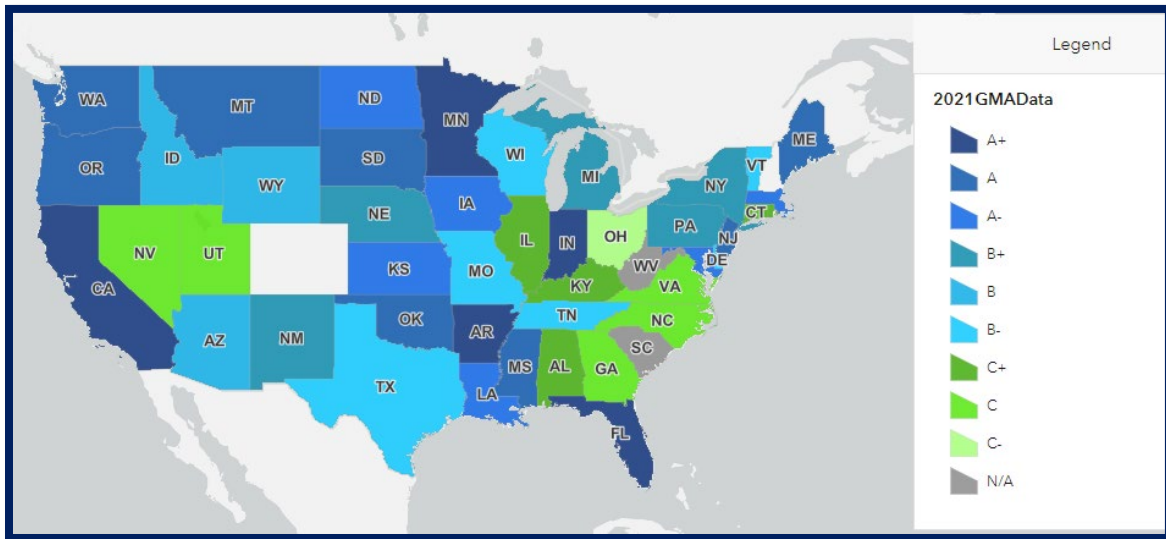 Legend
2021GMAData
A+
A
A-
B+
B
B-
C+
C
C-
N/A
WA
MT
ND
MN
ME
OR
ID
SD
WI
VT
WY
MI
NY
CT
NE
IA
PA
NJ
NV
UT
IL
IN
OH
DE
CA
KS
MO
WV
KY
VA
AZ
NM
OK
AR
TN
NC
SC
TX
MS
AL
GA
LA
FL